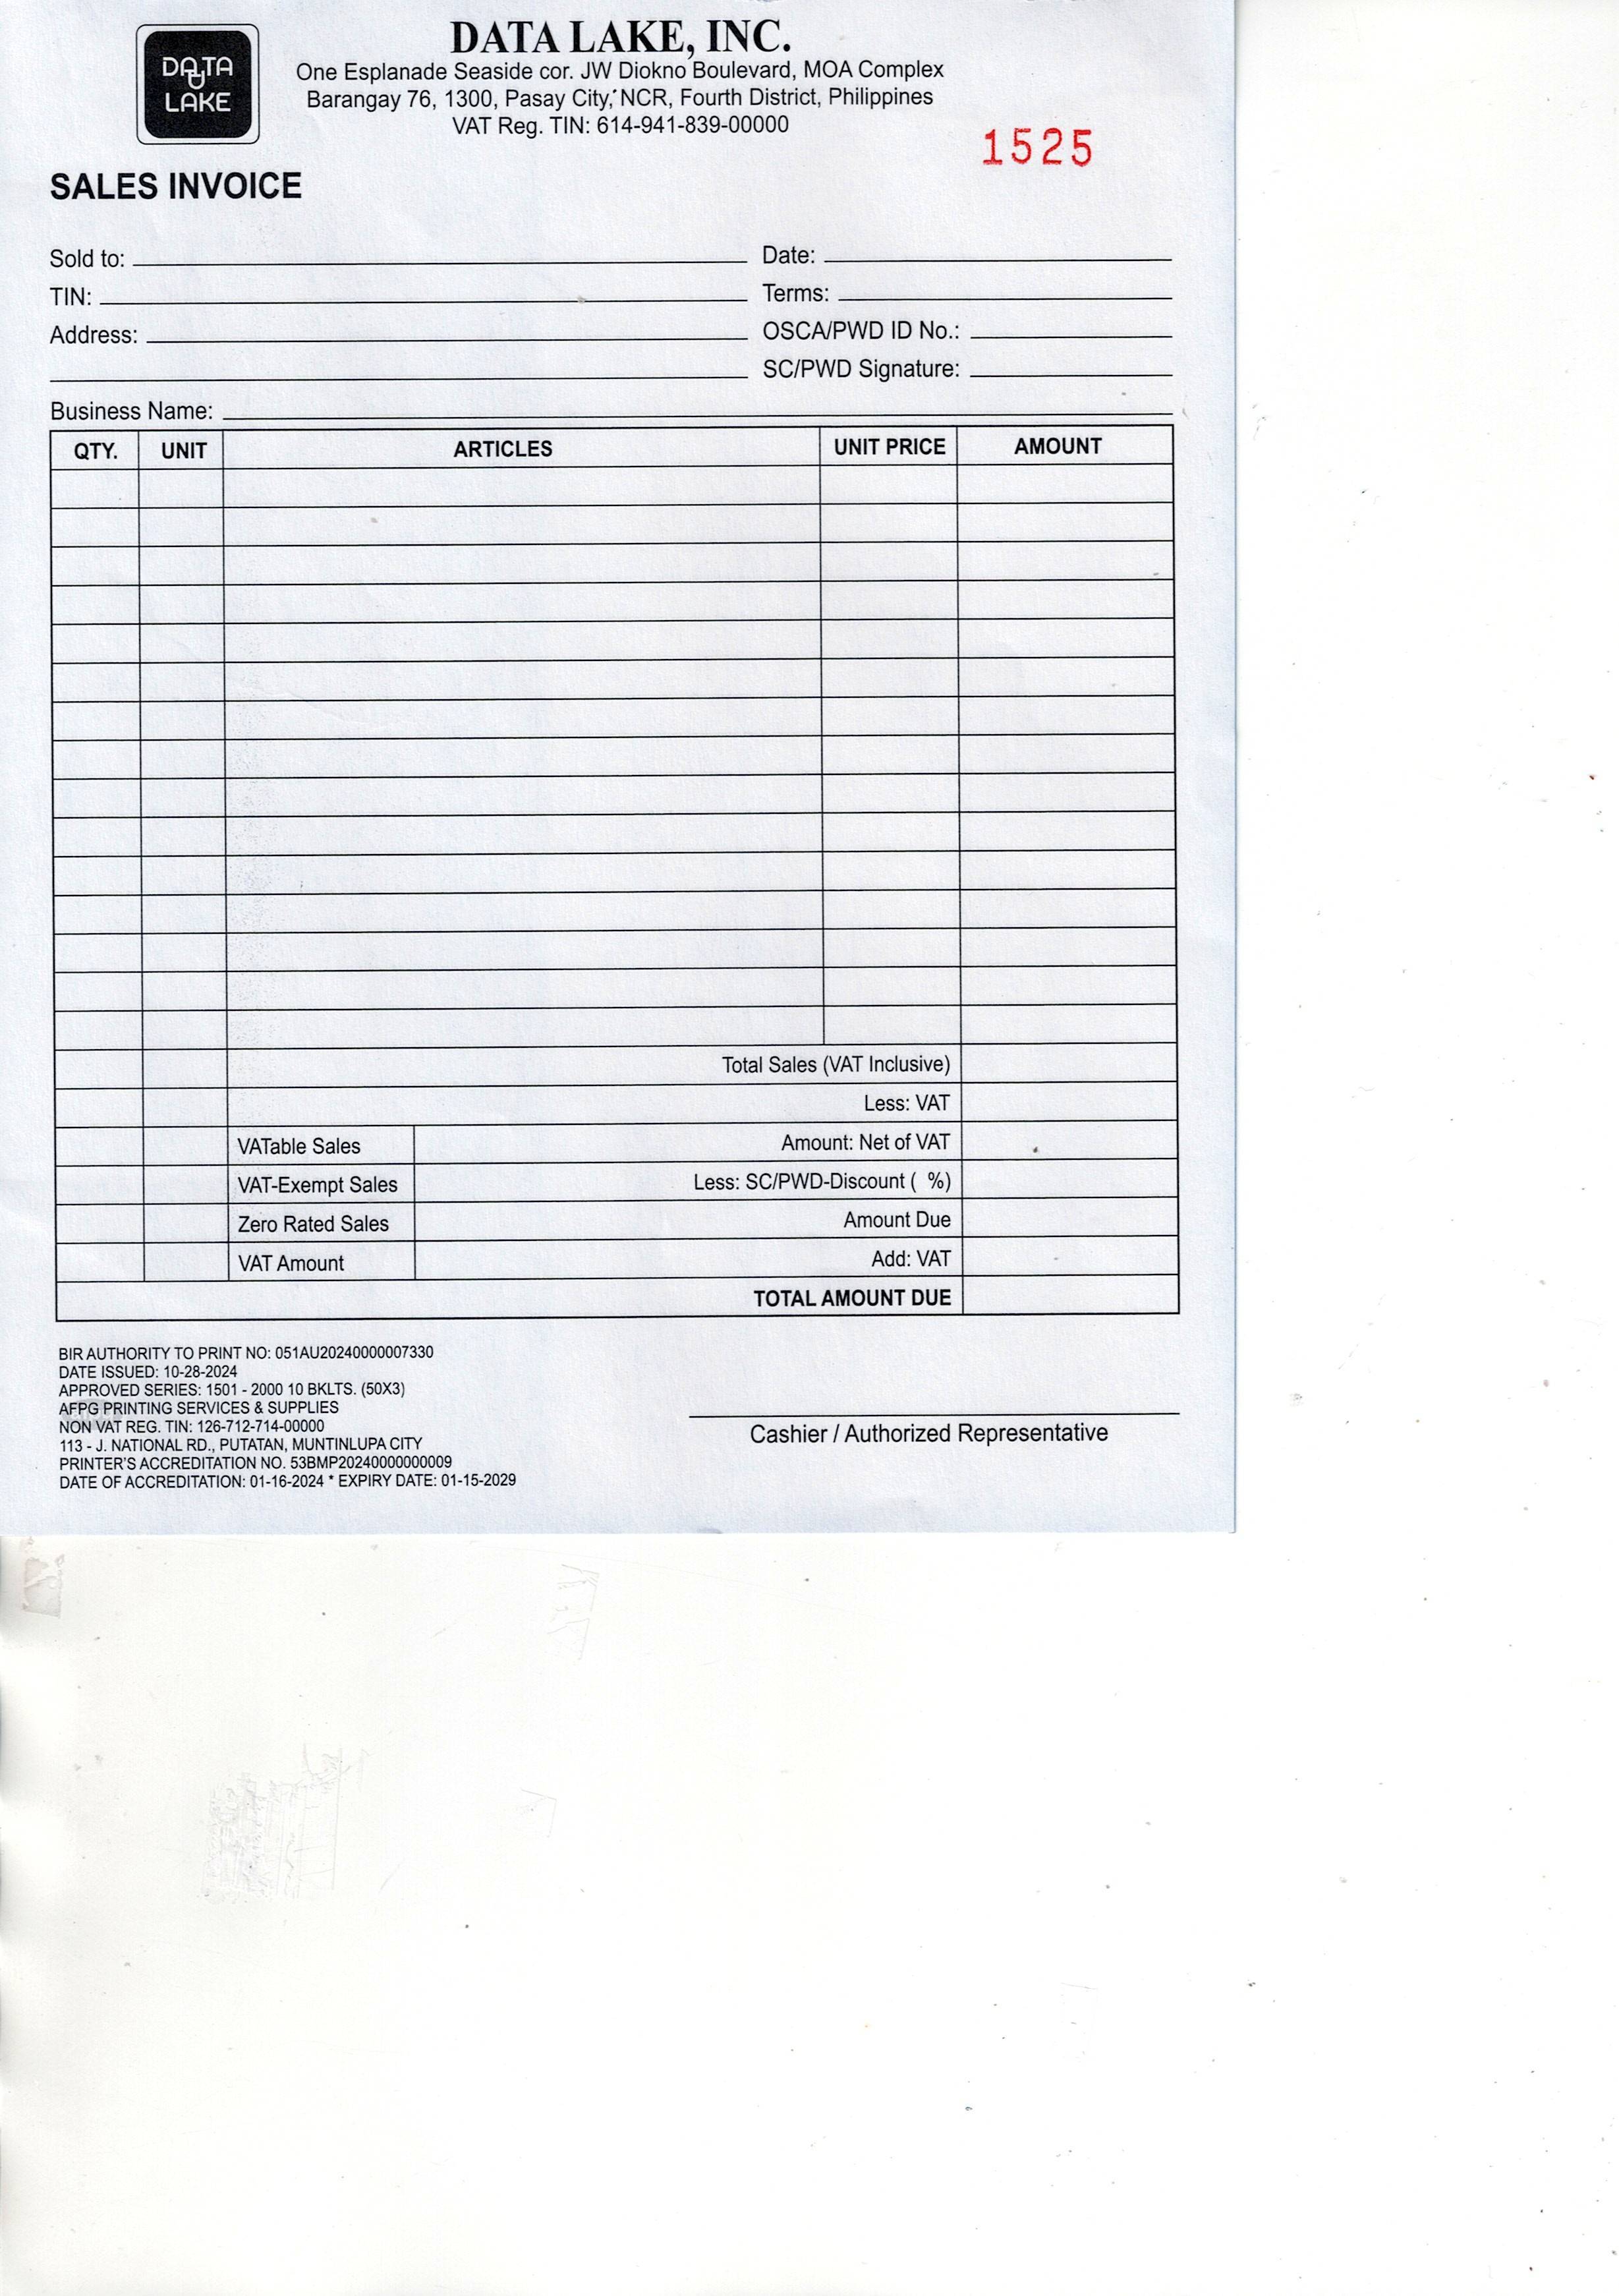 DATA LAKE
DATA LAKE, INC.
One Esplanade Seaside cor. JW Diokno Boulevard, MOA Complex
Barangay 76, 1300, Pasay City, NCR, Fourth District, Philippines
VAT Reg. TIN: 614-941-839-00000
1525
SALES INVOICE
Sold to: Date:
TIN: Terms:
Address: OSCA/PWD ID No.:
SC/PWD Signature:
Business Name:
QTY. UNIT ARTICLES UNIT PRICE AMOUNT
Total Sales (VAT Inclusive)
Less: VAT
VATable Sales Amount: Net of VAT
VAT-Exempt Sales Less: SC/PWD-Discount ( %)
Zero Rated Sales Amount Due
VAT Amount Add: VAT
TOTAL AMOUNT DUE
BIR AUTHORITY TO PRINT NO: 051AU20240000007330
DATE ISSUED: 10-28-2024
APPROVED SERIES: 1501 - 2000 10 BKLTS. (50X3)
AFPG PRINTING SERVICES & SUPPLIES
NON VAT REG. TIN: 126-712-714-00000
113 - J. NATIONAL RD., PUTATAN, MUNTINLUPA CITY
PRINTER'S ACCREDITATION NO. 53BMP20240000000009
DATE OF ACCREDITATION: 01-16-2024 * EXPIRY DATE: 01-15-2029
Cashier / Authorized Representative